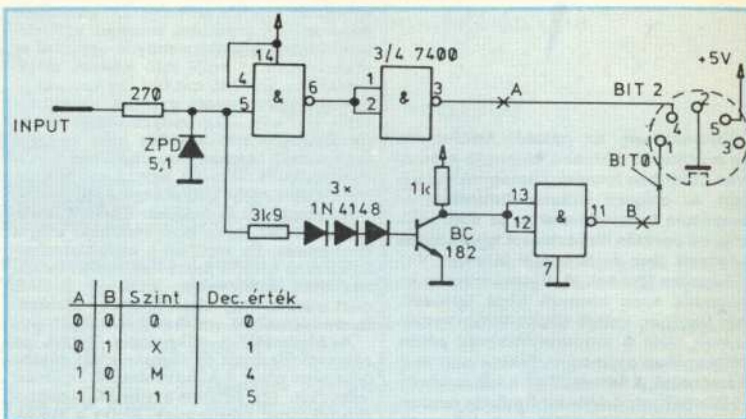 +5V
3/4 7400
14
4
5
6
1
2
3
A
BIT 2
270
INPUT
ZPD
5,1
&
&
4
2
5
1
3
BIT0
3×
1N4148
3k9
1k
BC
182
13
12
&
11
7
B
A B Szint Dec. érték
0 0 0 0
0 1 X 1
1 0 M 4
1 1 1 5